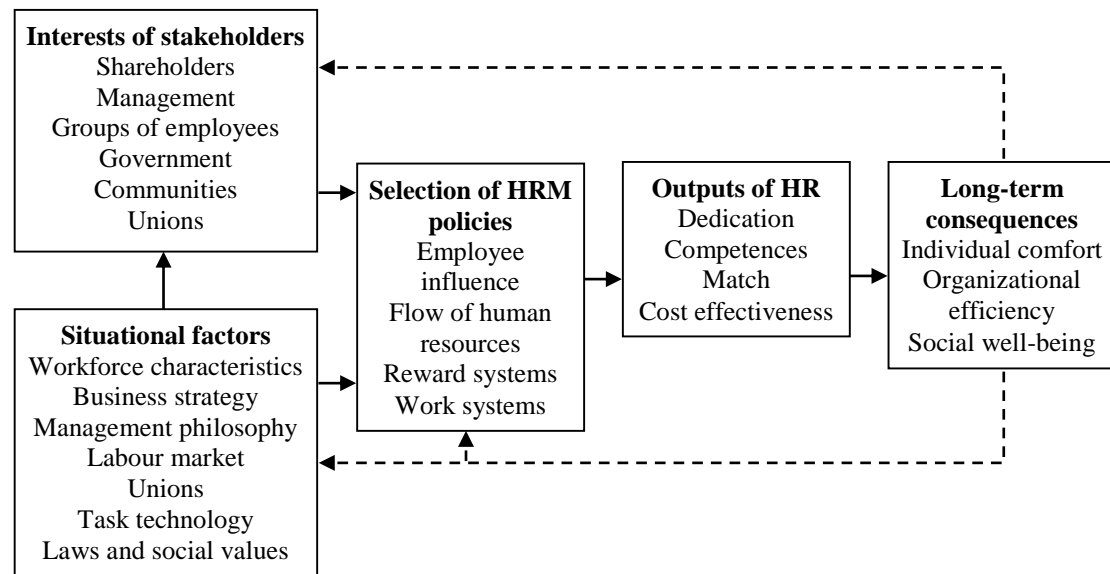 Interests of stakeholders
Shareholders
Management
Groups of employees
Government
Communities
Unions
Situational factors
Workforce characteristics
Business strategy
Management philosophy
Labour market
Unions
Task technology
Laws and social values
Selection of HRM
policies
Employee
influence
Flow of human
resources
Reward systems
Work systems
Outputs of HR
Dedication
Competences
Match
Cost effectiveness
Long-term
consequences
Individual comfort
Organizational
efficiency
Social well-being